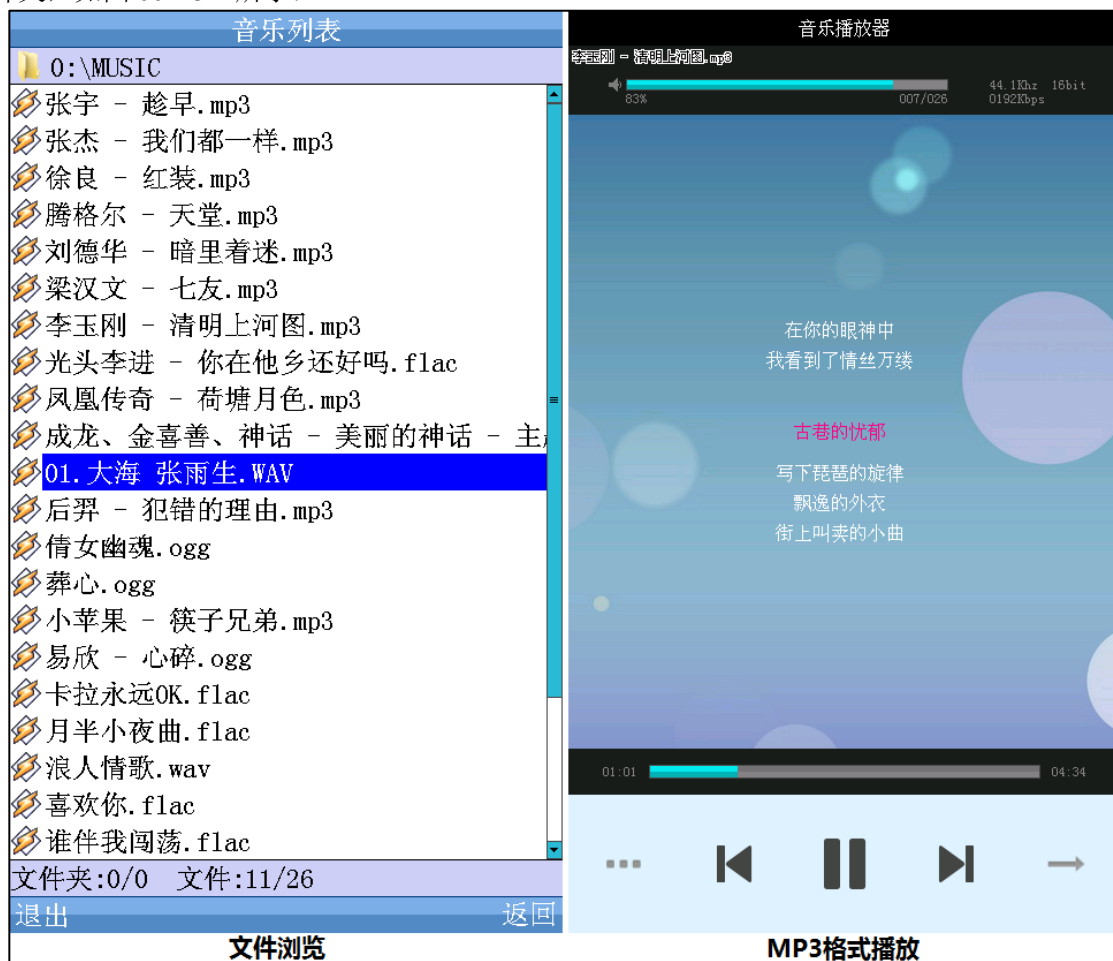 音乐列表
0:\MUSIC
张宇 - 趁早.mp3
张杰 - 我们都一样.mp3
徐良 - 红装.mp3
腾格尔 - 天堂.mp3
刘德华 - 暗里着迷.mp3
梁汉文 - 七友.mp3
李玉刚 - 清明上河图.mp3
光头李进 - 你在他乡还好吗.flac
凤凰传奇 - 荷塘月色.mp3
成龙、金喜善、神话 - 美丽的神话 - 主
01.大海 张雨生.WAV
后羿 - 犯错的理由.mp3
倩女幽魂.ogg
葬心.ogg
小苹果 - 筷子兄弟.mp3
易欣 - 心碎.ogg
卡拉永远OK.flac
月半小夜曲.flac
浪人情歌.wav
喜欢你.flac
谁伴我闯荡.flac
文件夹:0/0 文件:11/26
退出 返回
文件浏览
音乐播放器
李玉刚 - 清明上河图.mp3
44.1Khz 16bit
83% 007/026 0192Kbps
在你的眼神中
我看到了情丝万缕
古巷的忧郁
写下琵琶的旋律
飘逸的外衣
街上叫卖的小曲
01:01 04:34
MP3格式播放